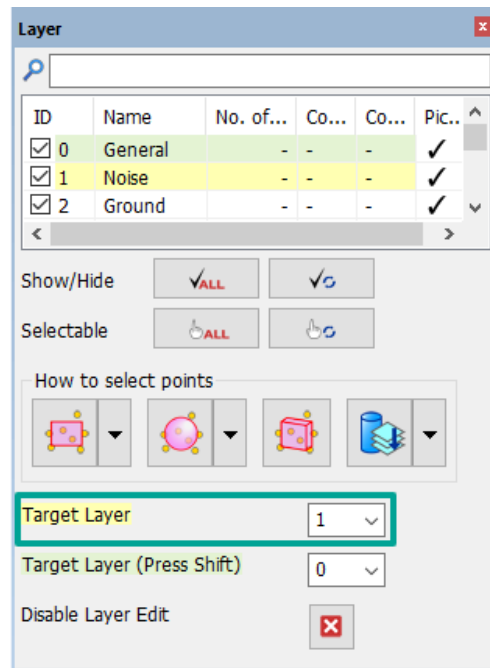 Layer
ID Name No. of... Co... Co... Pic..
0 General - - -
1 Noise - - -
2 Ground - - -
Show/Hide ALL
Selectable ALL
How to select points
Target Layer 1
Target Layer (Press Shift) 0
Disable Layer Edit